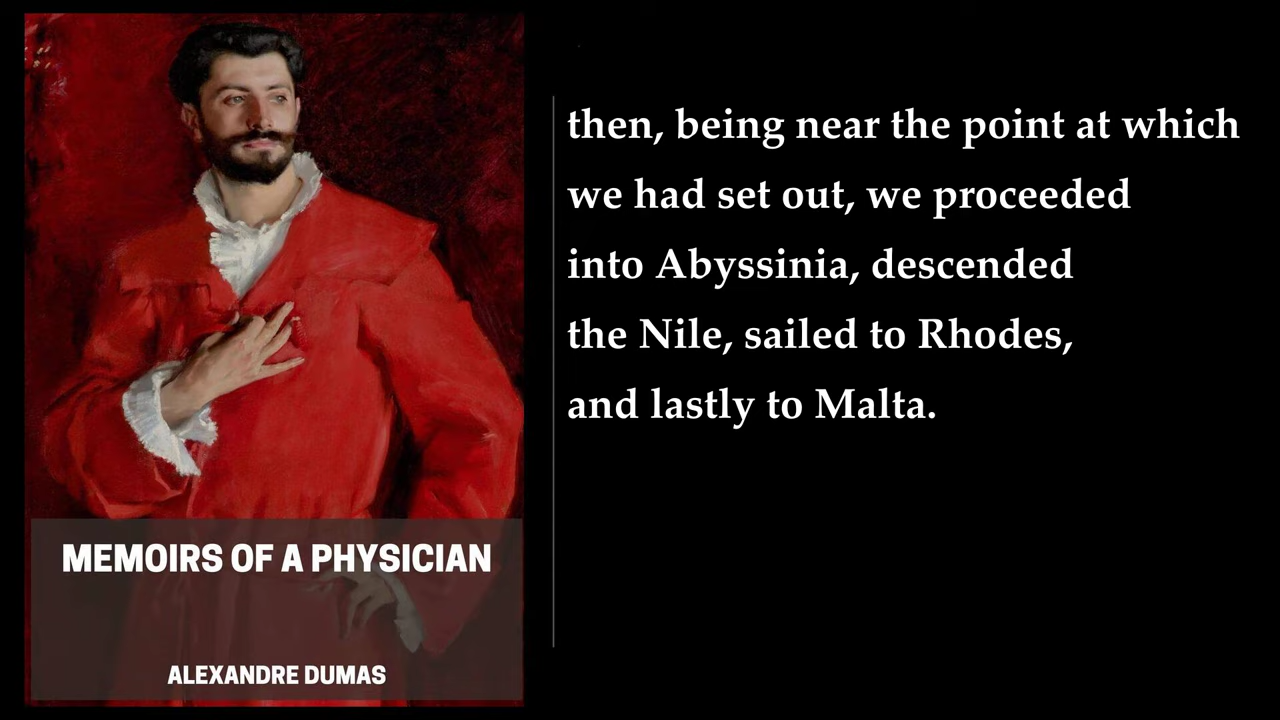 then, being near the point at which
we had set out, we proceeded
into Abyssinia, descended
the Nile, sailed to Rhodes,
and lastly to Malta.
MEMOIRS OF A PHYSICIAN
ALEXANDRE DUMAS